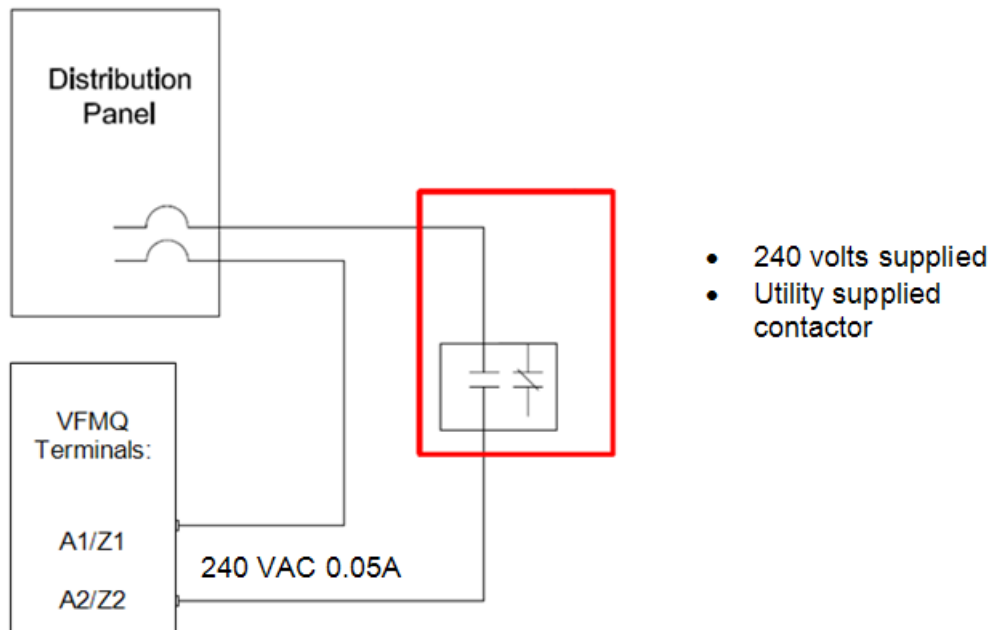 Distribution
Panel
• 240 volts supplied
• Utility supplied
contactor
VFMQ
Terminals:
A1/Z1
240 VAC 0.05A
A2/Z2